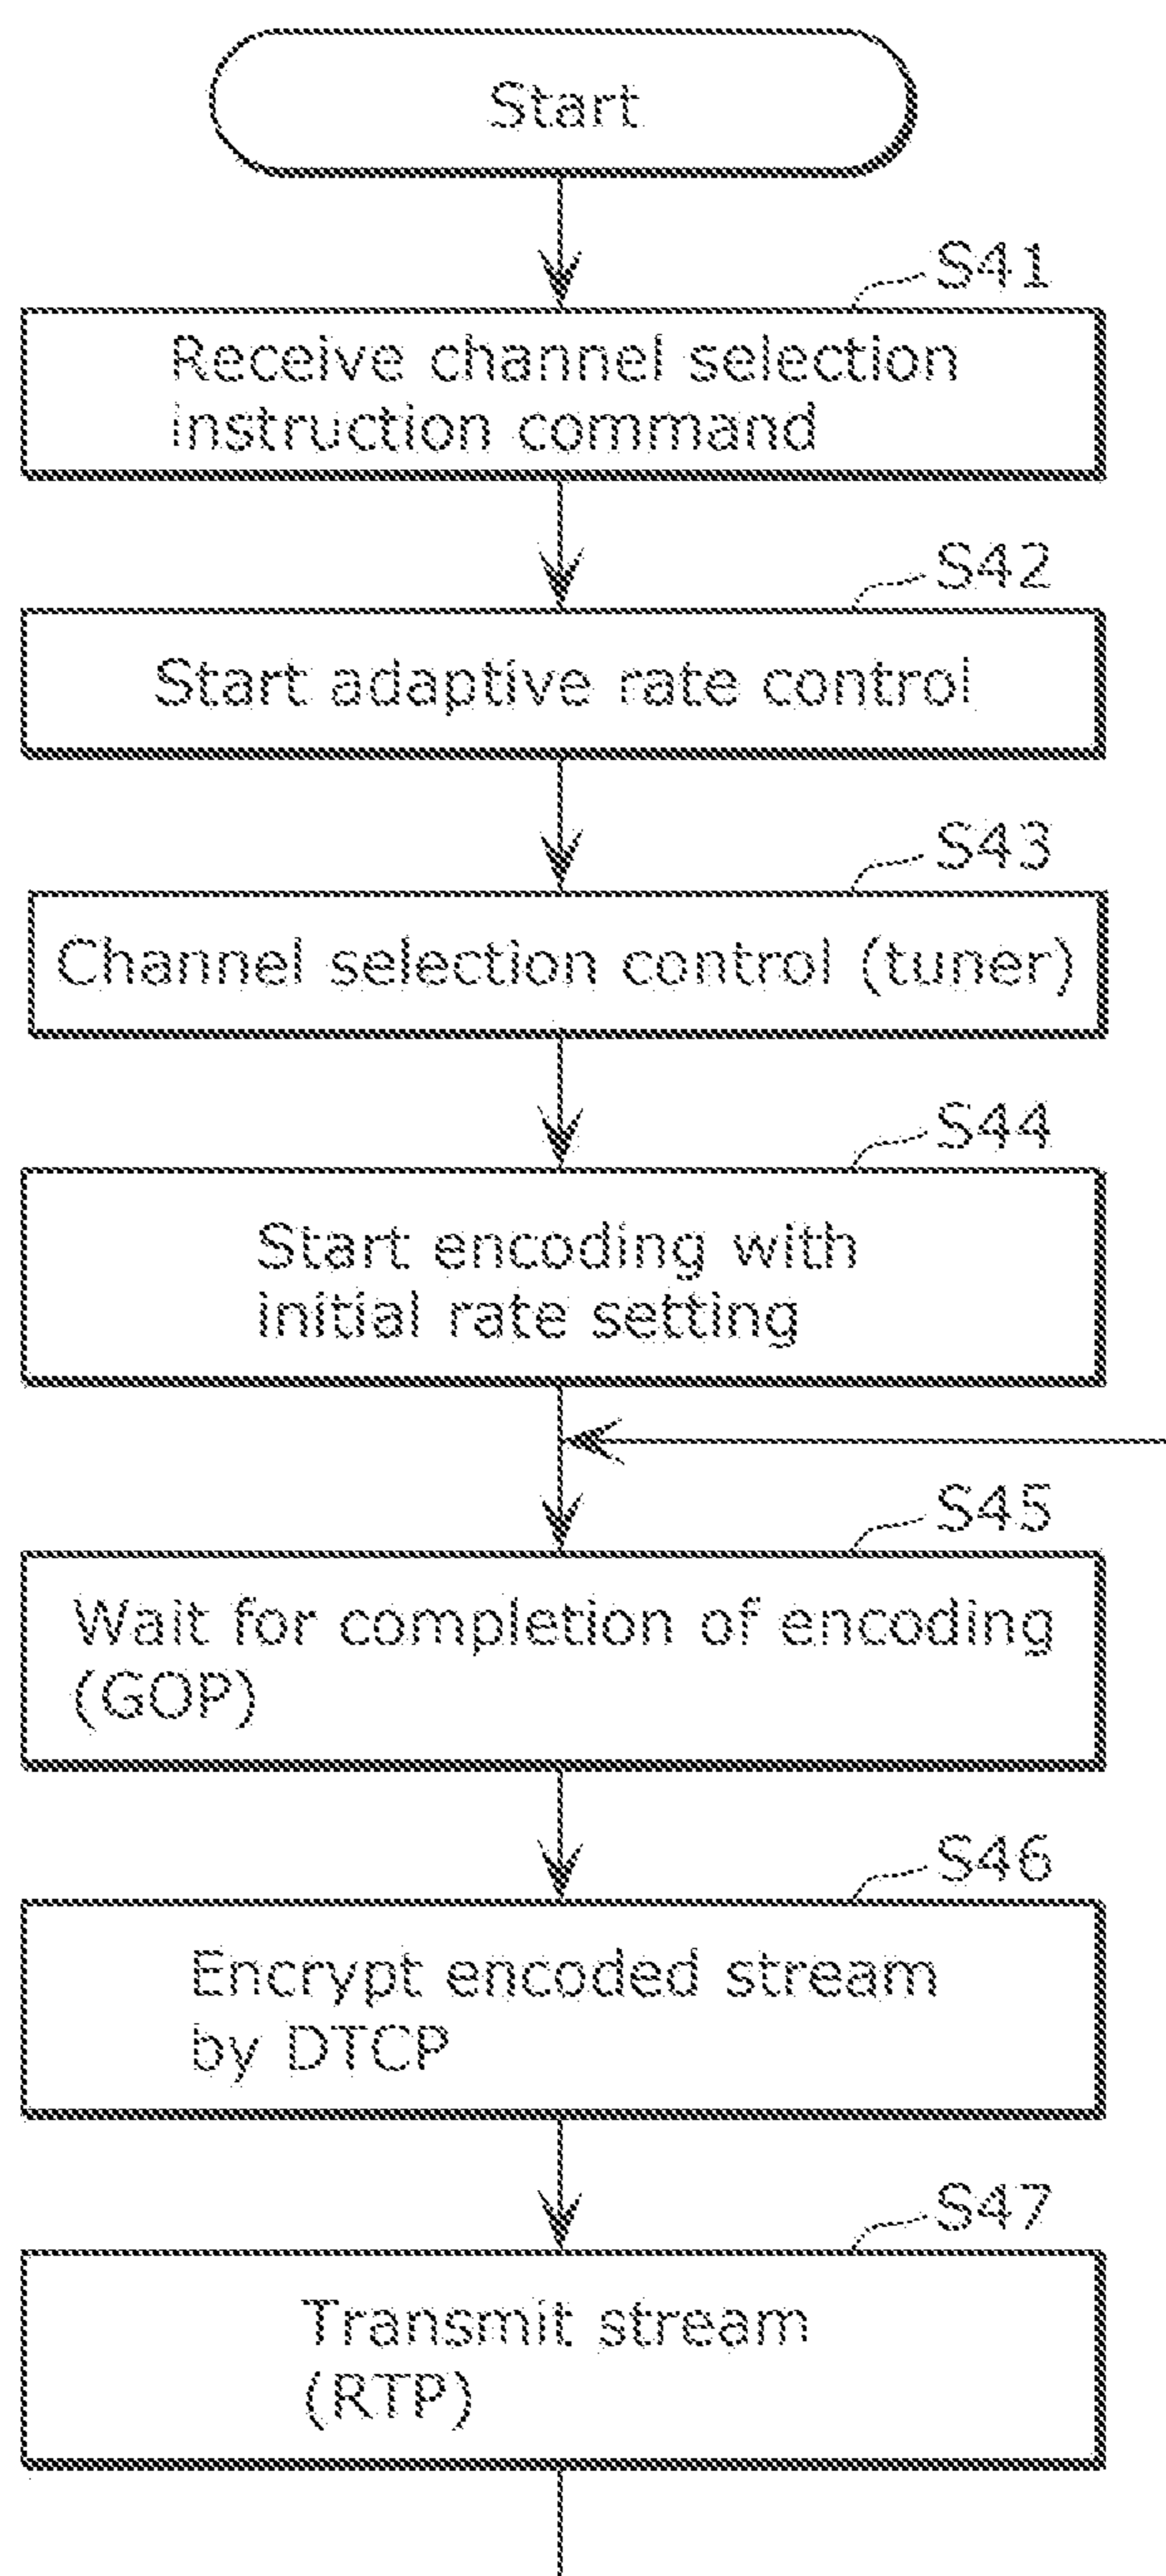 Start
S41
Receive channel selection
instruction command
S42
Start adaptive rate control
S43
Channel selection control (tuner)
S44
Start encoding with
initial rate setting
S45
Wait for completion of encoding
(GOP)
S46
Encrypt encoded stream
by DTCP
S47
Transmit stream
(RTP)